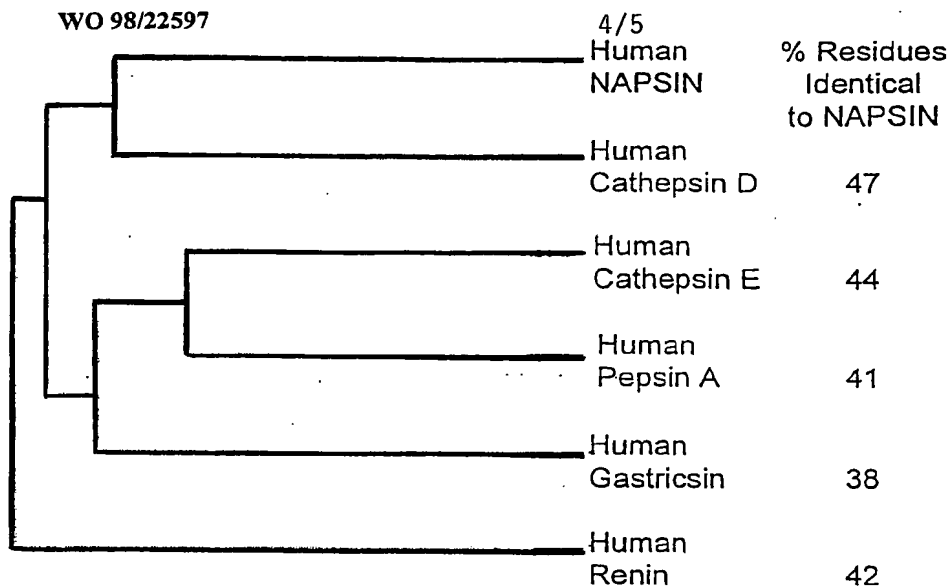 WO 98/22597
4/5
Human
NAPSIN
% Residues
Identical
to NAPSIN
Human
Cathepsin D 47
Human
Cathepsin E 44
Human
Pepsin A 41
Human
Gastricsin 38
Human
Renin 42